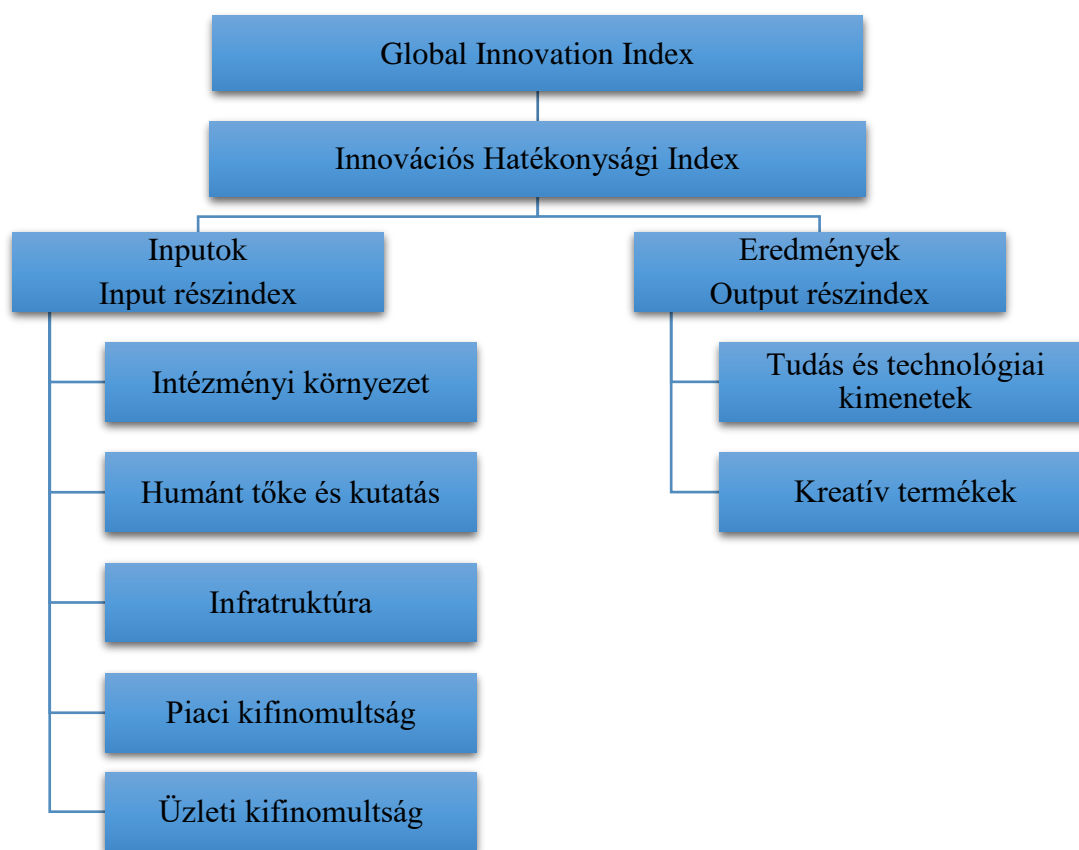 Global Innovation Index
Innovációs Hatékonysági Index
Inputok
Input részindex
Intézményi környezet
Humánt tőke és kutatás
Infratruktúra
Piaci kifinomultság
Üzleti kifinomultság
Eredmények
Output részindex
Tudás és technológiai
kimenetek
Kreatív termékek